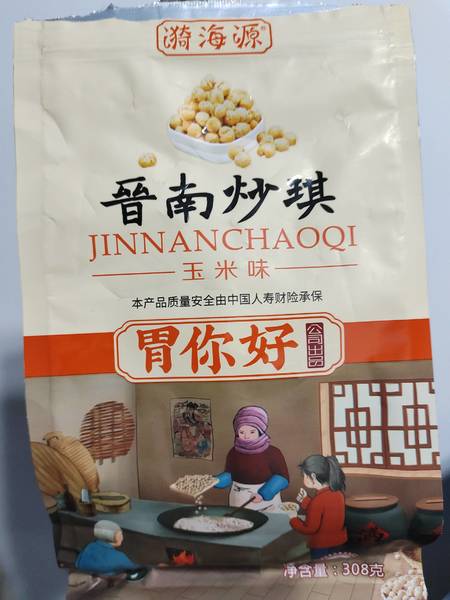 漪海源®
晋南炒琪
JINNANCHAOQI
玉米味
本产品质量安全由中国人寿财险承保
胃你好 公司出品
净含量：308克